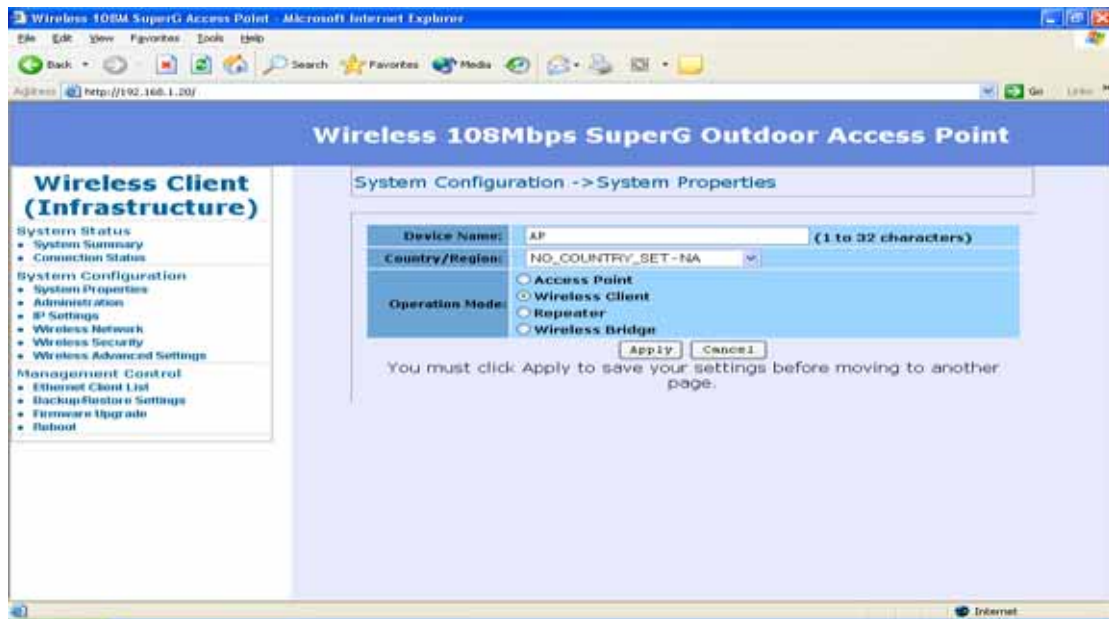 Wireless 108M SuperG Access Point - Microsoft Internet Explorer
File Edit View Favorites Tools Help
Back Search Favorites Media
Address http://192.168.1.20/ Go Links
Wireless 108Mbps SuperG Outdoor Access Point
Wireless Client
(Infrastructure)
System Status
System Summary
Connection Status
System Configuration
System Properties
Administration
IP Settings
Wireless Network
Wireless Security
Wireless Advanced Settings
Management Control
Ethernet Client List
Backup/Restore Settings
Firmware Upgrade
Reboot
System Configuration ->System Properties
Device Name: AP (1 to 32 characters)
Country/Region: NO_COUNTRY_SET-NA
Operation Mode:
Access Point
Wireless Client
Repeater
Wireless Bridge
Apply Cancel
You must click Apply to save your settings before moving to another
page.
Internet